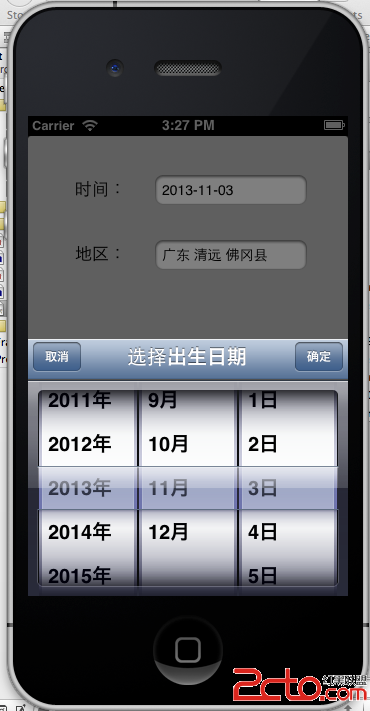 Carrier 3:27 PM
时间： 2013-11-03
地区： 广东 清远 佛冈县
取消 选择出生日期 确定
2011年 9月 1日
2012年 10月 2日
2013年 11月 3日
2014年 12月 4日
2015年 5日
2cto.com